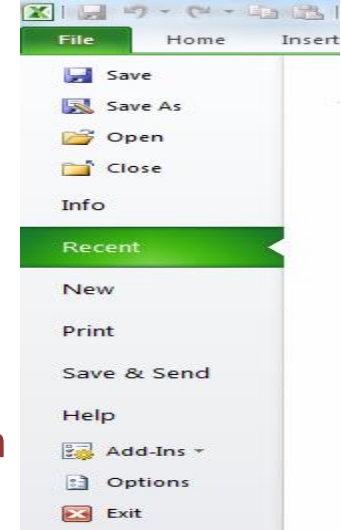 File Home Insert
Save
Save As
Open
Close
Info
Recent
New
Print
Save & Send
Help
Add-Ins
Options
Exit